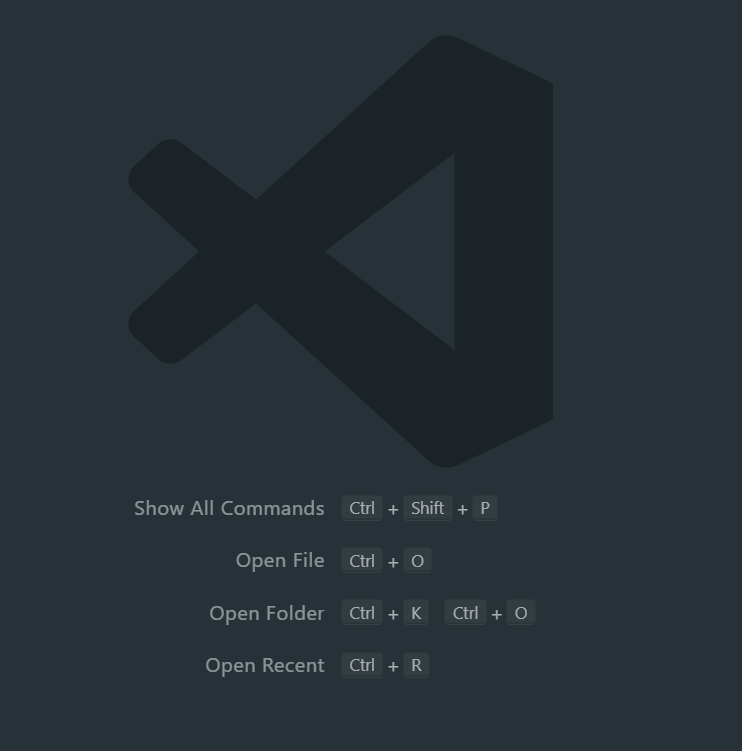 Show All Commands Ctrl + Shift + P
Open File Ctrl + O
Open Folder Ctrl + K Ctrl + O
Open Recent Ctrl + R